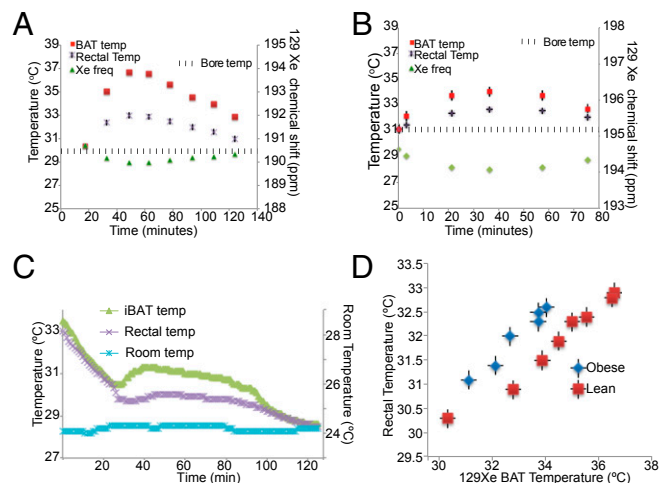 A
BAT temp
Rectal Temp
Xe freq
Bore temp
Temperature (ºC)
39
37
35
33
31
29
27
25
0
20
40
60
80
100
120
140
Time (minutes)
195
194
193
192
191
190
189
188
129 Xe chemical shift (ppm)
B
BAT temp
Rectal Temp
Xe freq
Bore temp
Temperature (ºC)
39
37
35
33
31
29
27
25
0
10
20
30
40
50
60
70
80
Time (minutes)
198
197
196
195
194
193
129 Xe chemical shift (ppm)
C
iBAT temp
Rectal temp
Room temp
Tiemperature (ºC)
33
31
29
27
0
20
40
60
80
100
120
Time (min)
28
26
24
Room Temperature (ºC)
D
Rectal Temperature (ºC)
33.5
33
32.5
32
31.5
31
30.5
30
29.5
30
32
34
36
38
129Xe BAT Temperature (ºC)
Obese
Lean